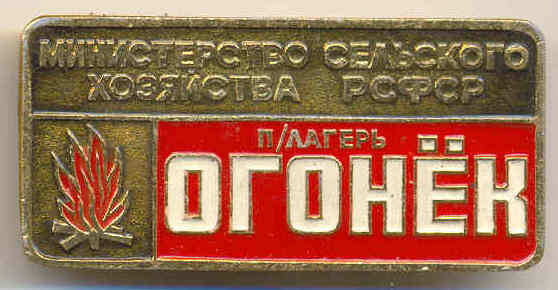 МИНИСТЕРСТВО СЕЛЬСКОГО
ХОЗЯЙСТВА РСФСР
П/ЛАГЕРЬ
ОГОНЁК